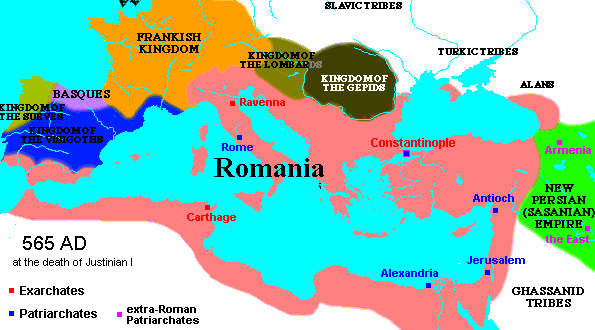 SLAVIC TRIBES
FRANKISH
KINGDOM
TURKIC TRIBES
KINGDOM OF
THE LOMBARDS
KINGDOM OF
THE GEPIDS
ALANS
BASQUES
KINGDOM OF
THE SUEVES
KINGDOM OF
THE VISIGOTHS
Ravenna
Rome
Constantinople
Armenia
Romania
NEW
PERSIAN
(SASANIAN)
EMPIRE
Antioch
Carthage
the East
565 AD
at the death of Justinian I
Jerusalem
Alexandria
GHASSANID
TRIBES
Exarchates
Patriarchates
extra-Roman
Patriarchates